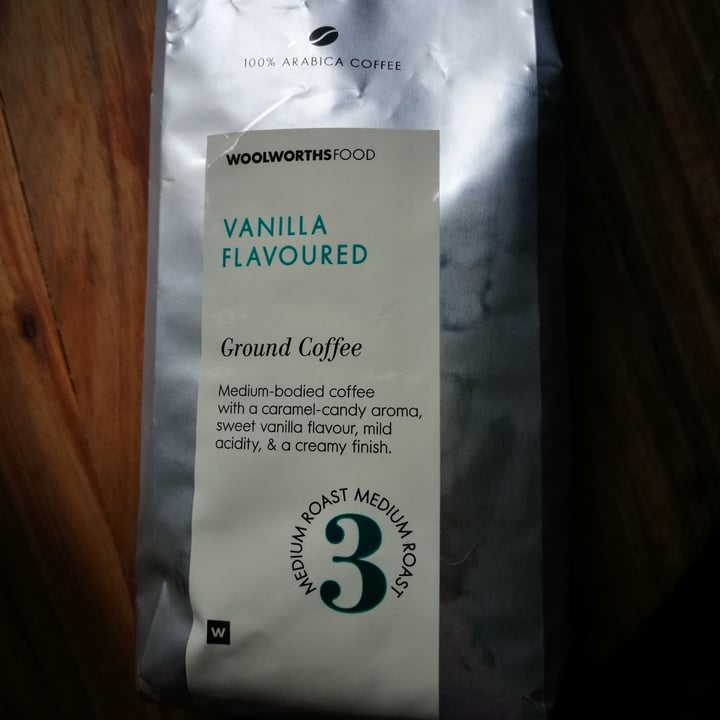 100% ARABICA COFFEE
WOOLWORTHSFOOD
VANILLA
FLAVOURED
Ground Coffee
Medium-bodied coffee
with a caramel-candy aroma,
sweet vanilla flavour, mild
acidity, & a creamy finish.
MEDIUM ROAST MEDIUM ROAST
3
W